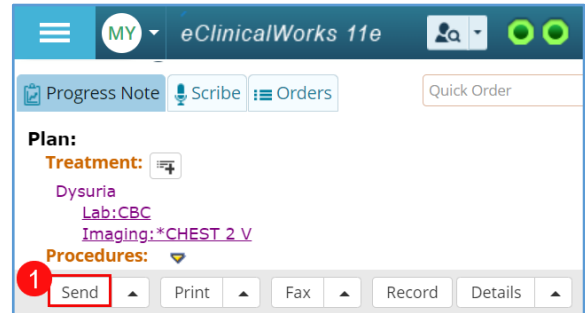 MY eClinicalWorks 11e
Progress Note Scribe Orders Quick Order
Plan:
Treatment:
Dysuria
Lab:CBC
Imaging:*CHEST 2 V
Procedures:
1
Send Print Fax Record Details